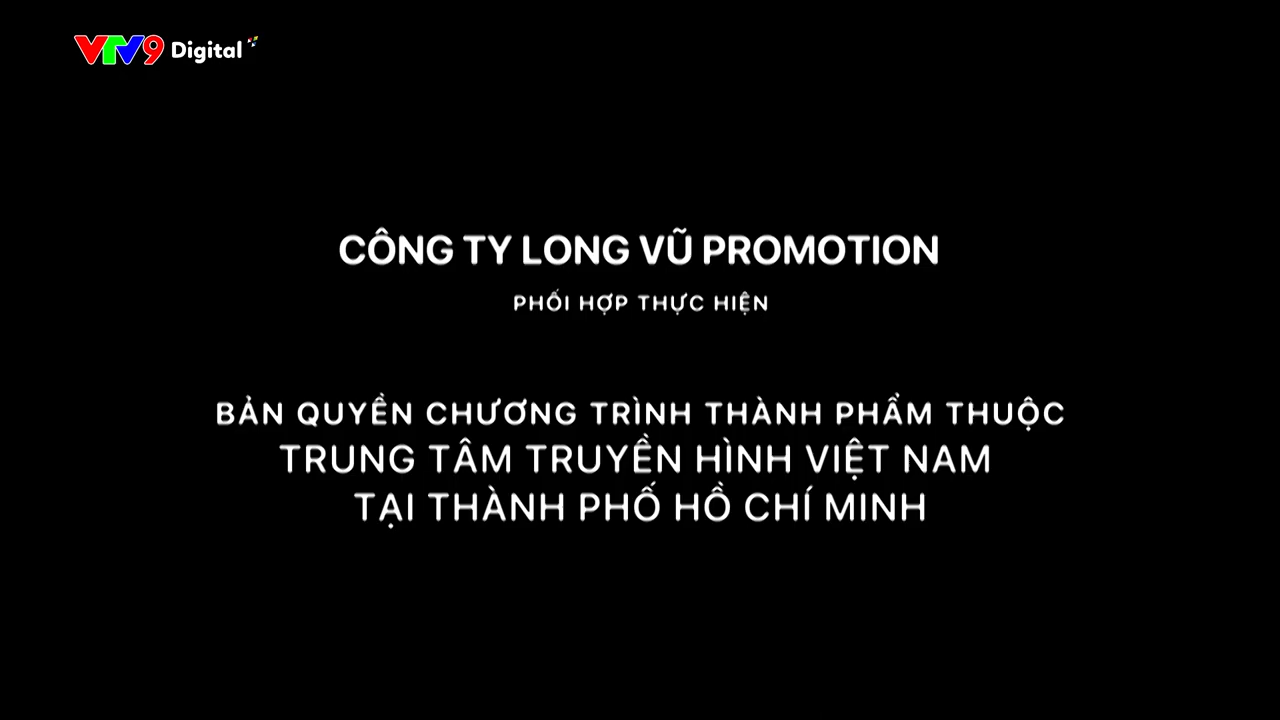 VTV9 Digital
CÔNG TY LONG VŨ PROMOTION
PHỐI HỢP THỰC HIỆN
BẢN QUYỀN CHƯƠNG TRÌNH THÀNH PHẨM THUỘC
TRUNG TÂM TRUYỀN HÌNH VIỆT NAM
TẠI THÀNH PHỐ HỒ CHÍ MINH